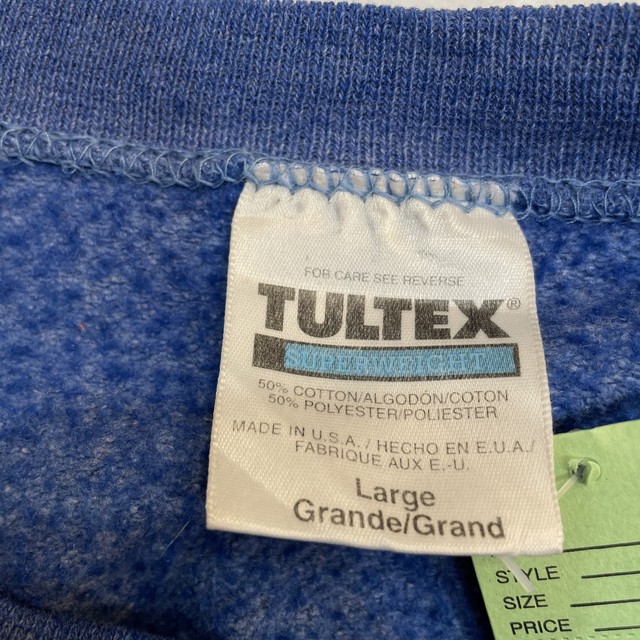 FOR CARE SEE REVERSE
TULTEX®
SUPERWEIGHT
50% COTTON/ALGODÓN/COTON
50% POLYESTER/POLIESTER
MADE IN U.S.A./ HECHO EN E.U.A./
FABRIQUE AUX E.-U.
Large
Grande/Grand
STYLE
SIZE
PRICE